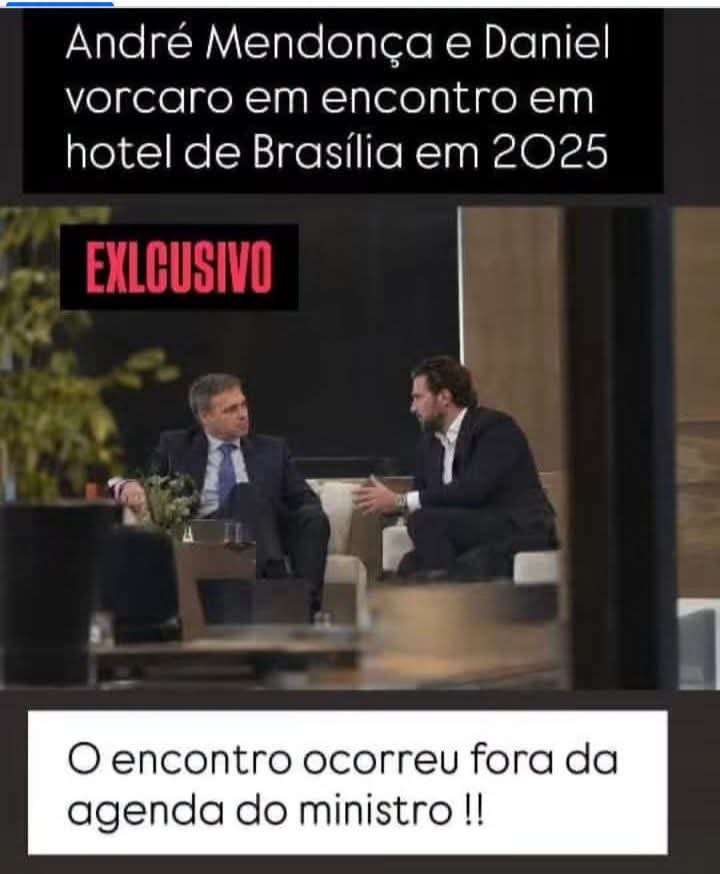 André Mendonça e Daniel
vorcaro em encontro em
hotel de Brasília em 2025
EXLCUSIVO
O encontro ocorreu fora da
agenda do ministro !!